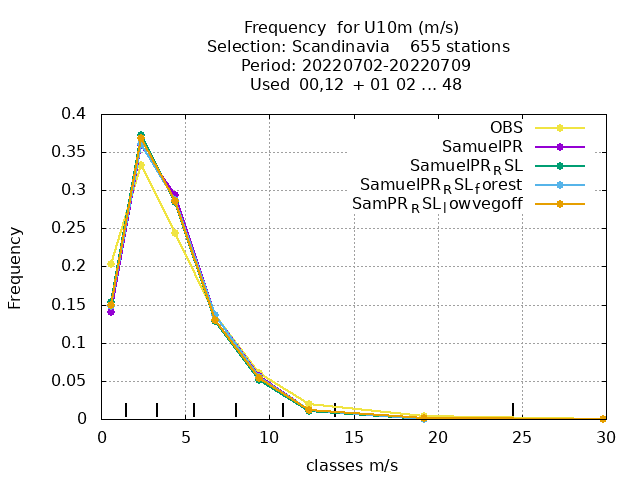 Frequency  for U10m (m/s)
Selection: Scandinavia    655 stations
Period: 20220702-20220709
Used  00,12  + 01 02 ... 48
0.4
0.35
0.3
0.25
0.2
0.15
0.1
0.05
0
OBS
SamuelPR
SamuelPR_RSL
SamuelPR_RSL_forest
SamPR_RSL_lowvegoff
Frequency
0 5 10 15 20 25 30
classes m/s